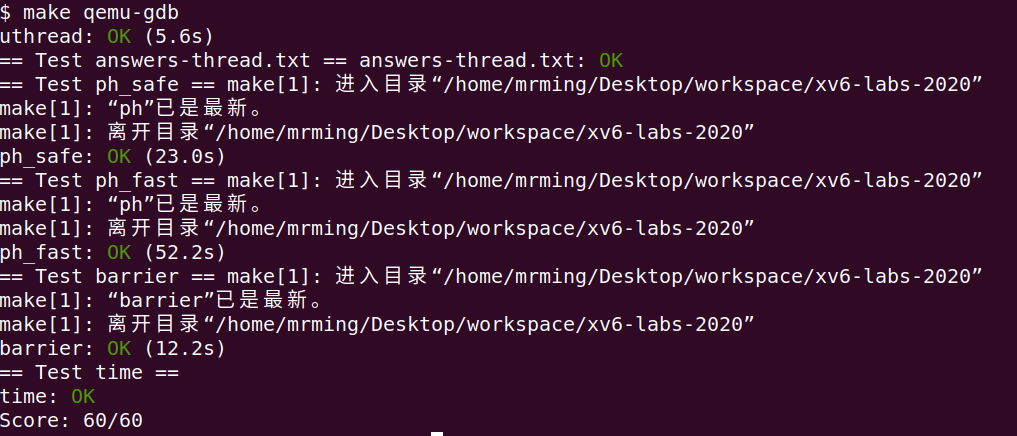 $ make qemu-gdb
uthread: OK (5.6s)
== Test answers-thread.txt == answers-thread.txt: OK
== Test ph_safe == make[1]: 进入目录“/home/mrming/Desktop/workspace/xv6-labs-2020”
make[1]: “ph”已是最新。
make[1]: 离开目录“/home/mrming/Desktop/workspace/xv6-labs-2020”
ph_safe: OK (23.0s)
== Test ph_fast == make[1]: 进入目录“/home/mrming/Desktop/workspace/xv6-labs-2020”
make[1]: “ph”已是最新。
make[1]: 离开目录“/home/mrming/Desktop/workspace/xv6-labs-2020”
ph_fast: OK (52.2s)
== Test barrier == make[1]: 进入目录“/home/mrming/Desktop/workspace/xv6-labs-2020”
make[1]: “barrier”已是最新。
make[1]: 离开目录“/home/mrming/Desktop/workspace/xv6-labs-2020”
barrier: OK (12.2s)
== Test time ==
time: OK
Score: 60/60